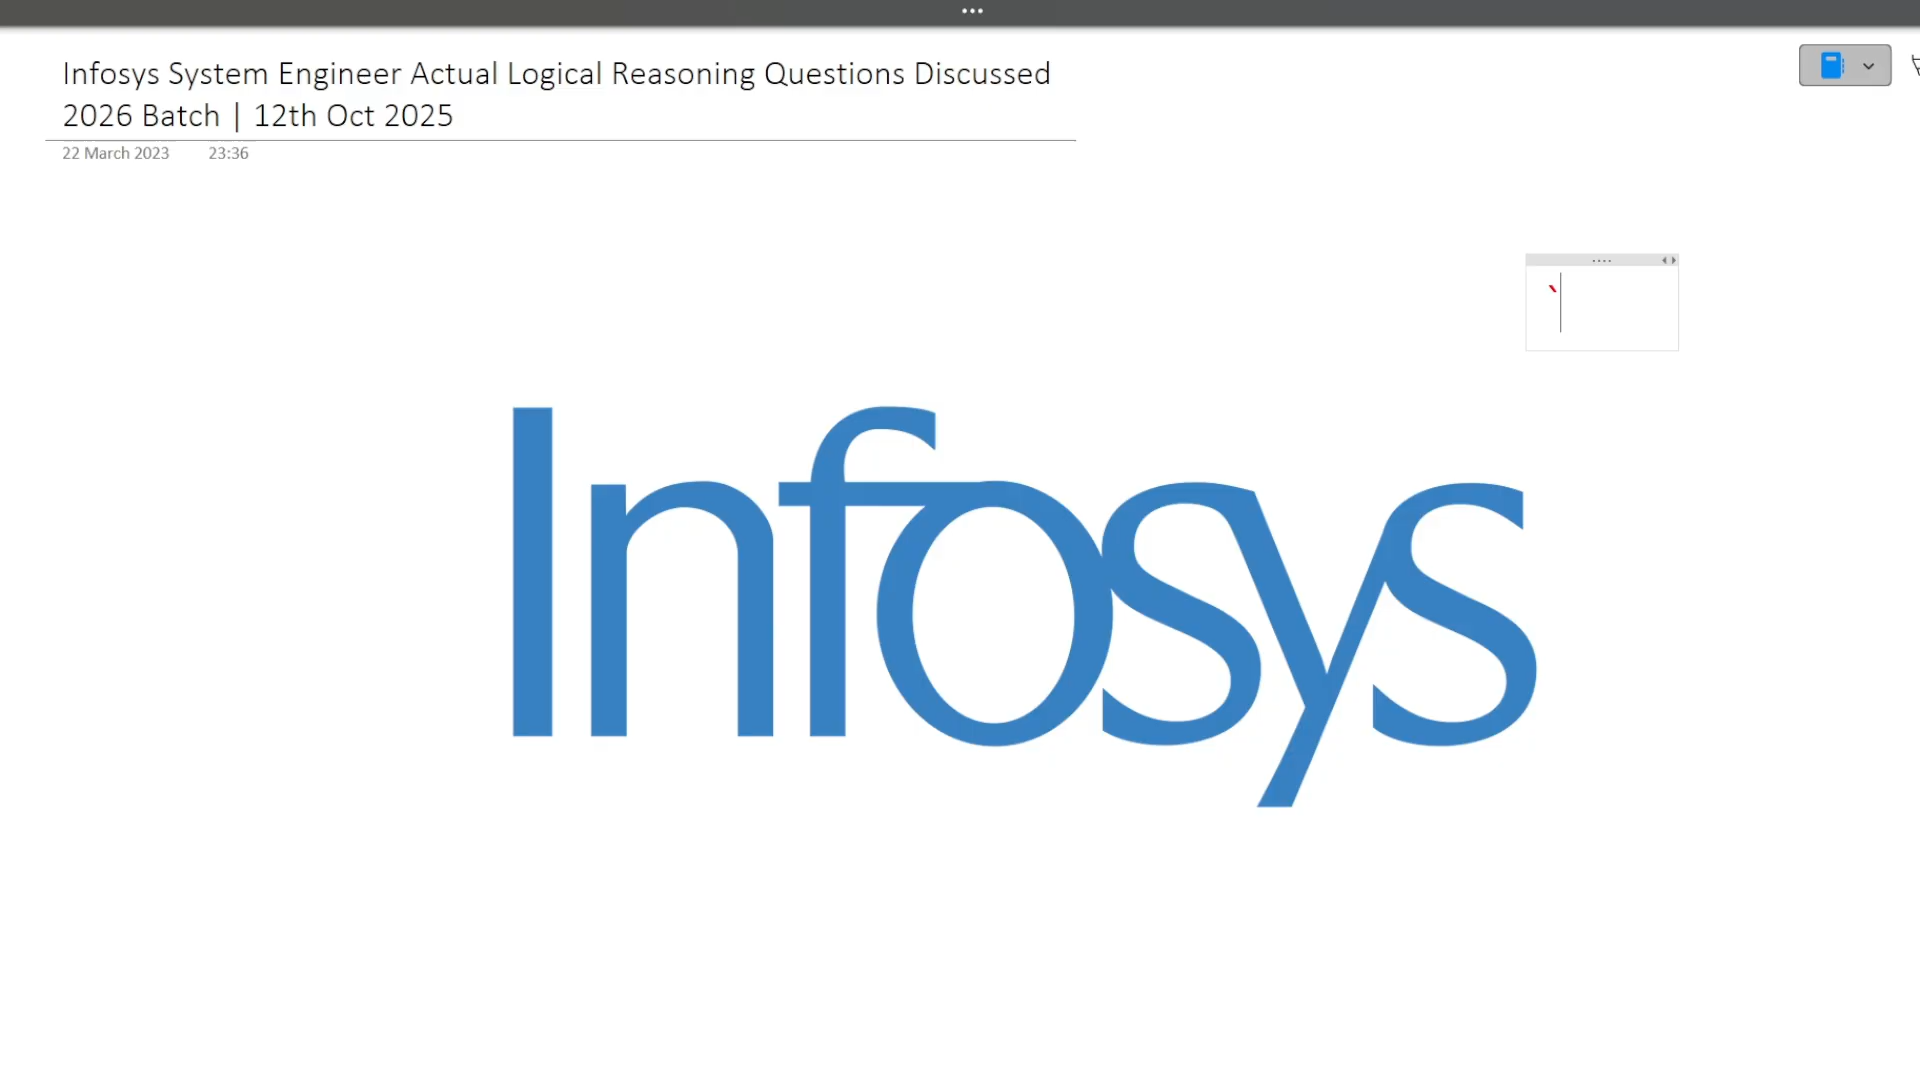 Infosys System Engineer Actual Logical Reasoning Questions Discussed
2026 Batch | 12th Oct 2025
22 March 2023 23:36
`
Infosys